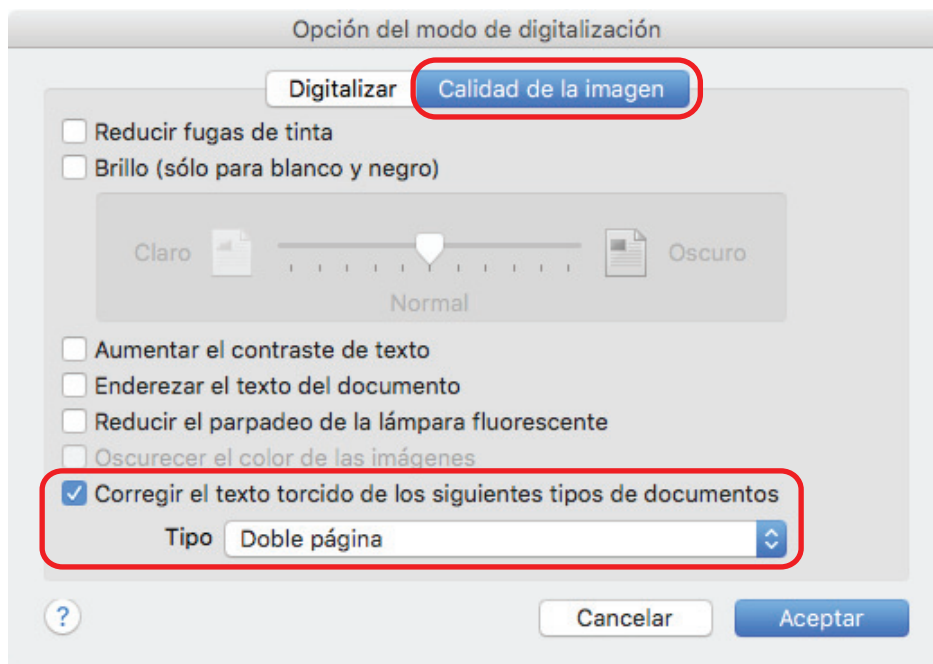 Opción del modo de digitalización
Digitalizar Calidad de la imagen
Reducir fugas de tinta
Brillo (sólo para blanco y negro)
Claro Oscuro
Normal
Aumentar el contraste de texto
Enderezar el texto del documento
Reducir el parpadeo de la lámpara fluorescente
Oscurecer el color de las imágenes
Corregir el texto torcido de los siguientes tipos de documentos
Tipo Doble página
? Cancelar Aceptar